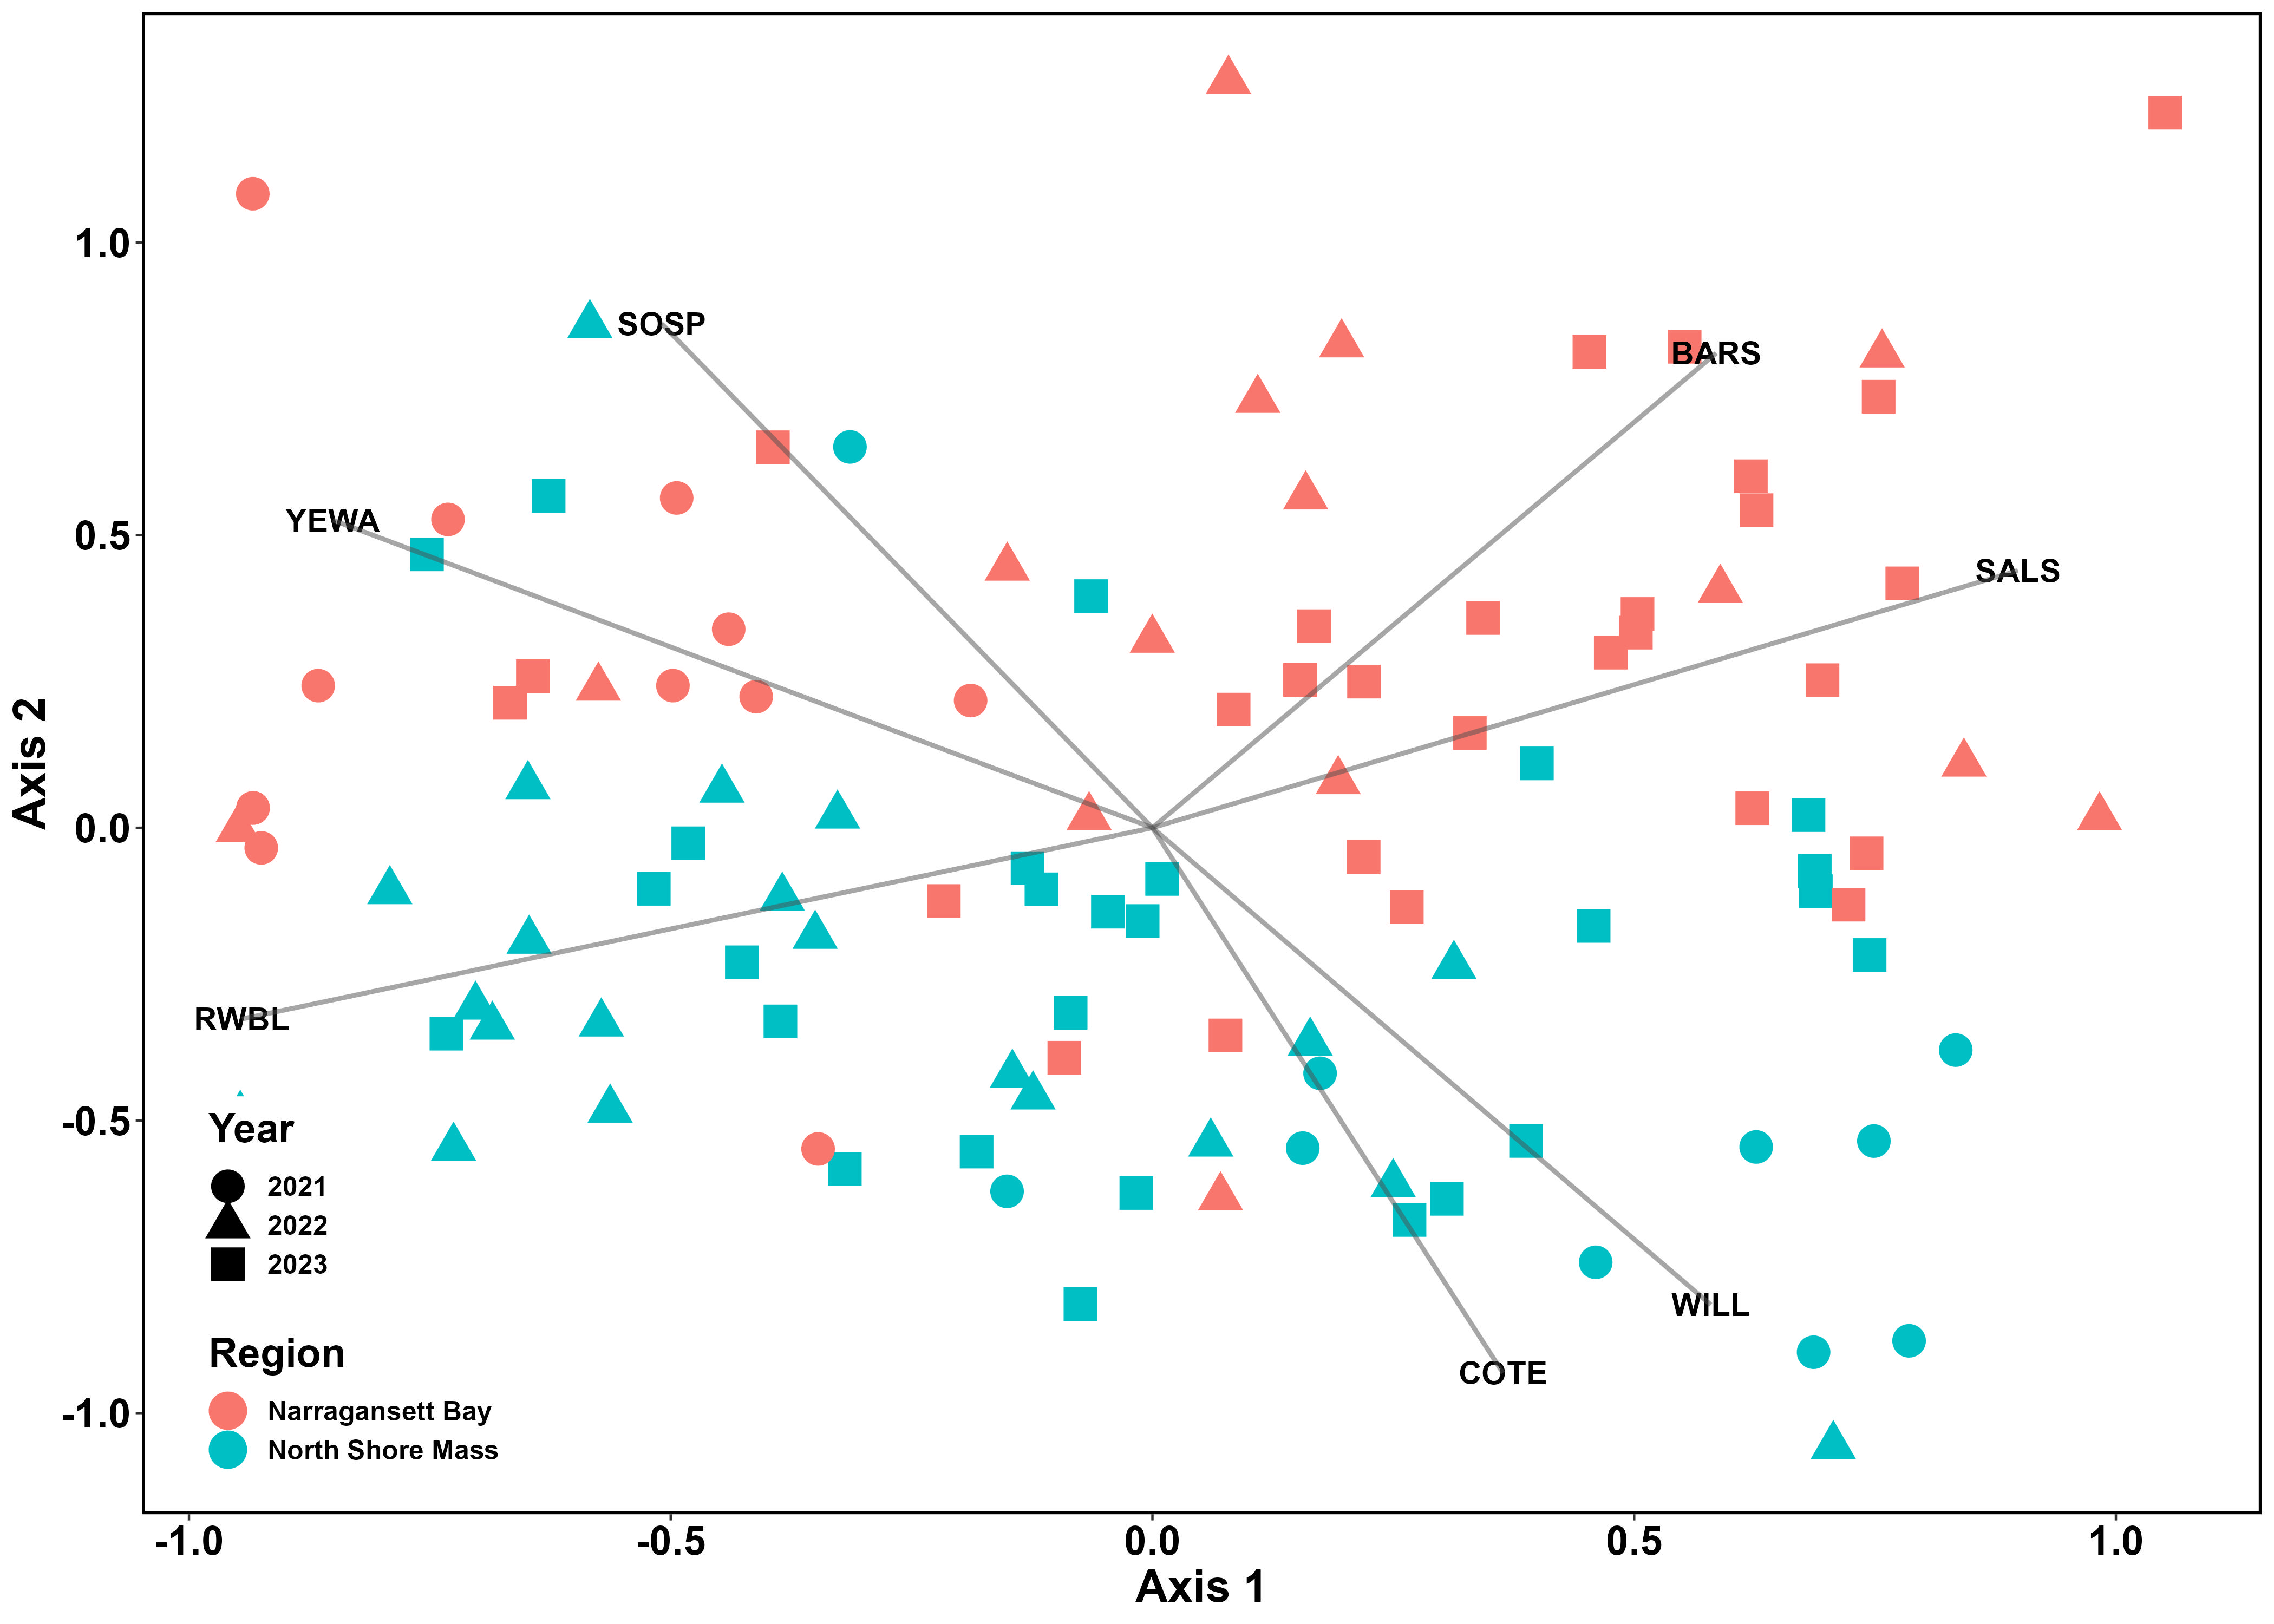 1.0
0.5
0.0
-0.5
-1.0
Axis 2
SOSP
BARS
YEWA
SALS
RWBL
WILL
COTE
Year
2021
2022
2023
Region
Narragansett Bay
North Shore Mass
-1.0 -0.5 0.0 0.5 1.0
Axis 1